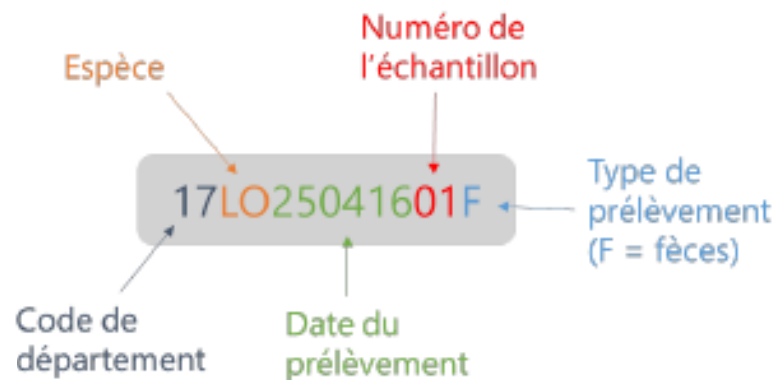 Espèce
Numéro de
l'échantillon
17LO25041601F
Type de
prélèvement
(F = fèces)
Code de
département
Date du
prélèvement